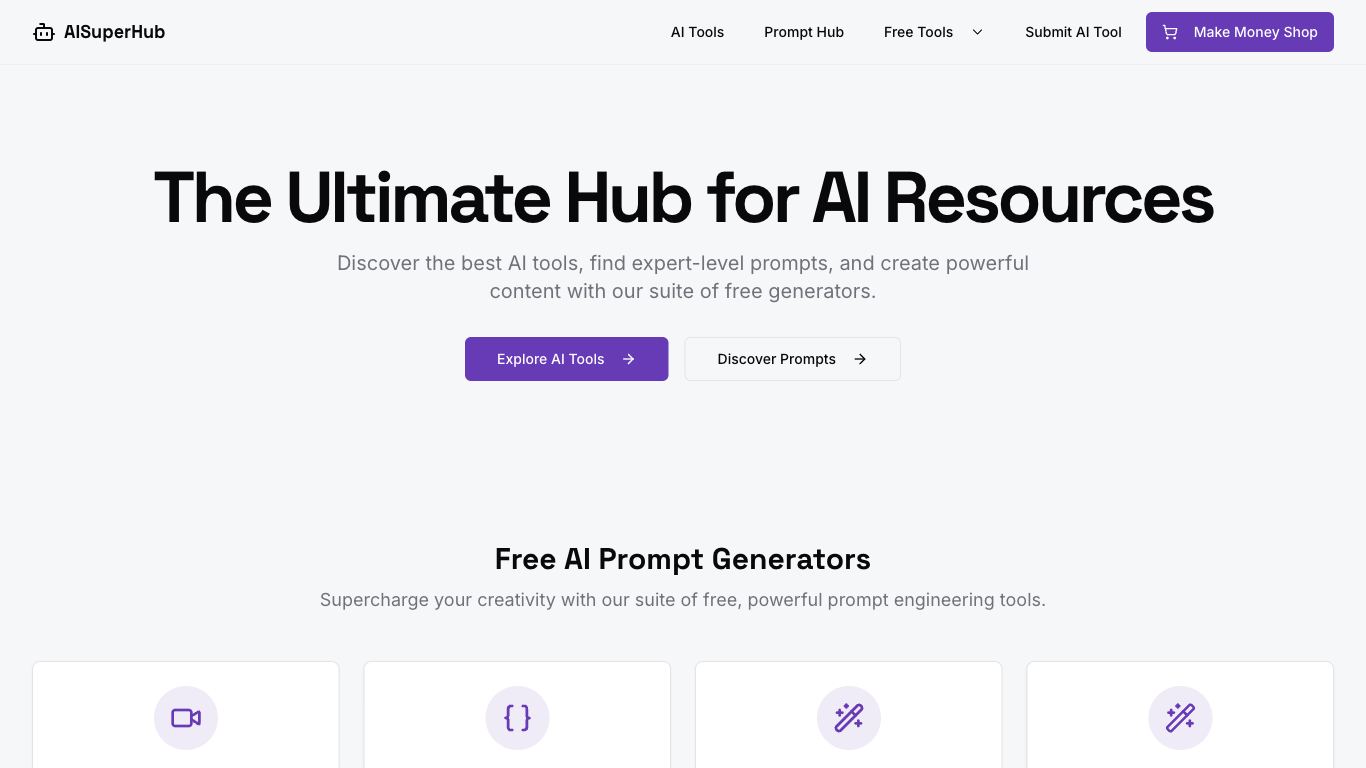 AISuperHub
AI Tools
Prompt Hub
Free Tools
Submit AI Tool
Make Money Shop
The Ultimate Hub for AI Resources
Discover the best AI tools, find expert-level prompts, and create powerful
content with our suite of free generators.
Explore AI Tools
Discover Prompts
Free AI Prompt Generators
Supercharge your creativity with our suite of free, powerful prompt engineering tools.